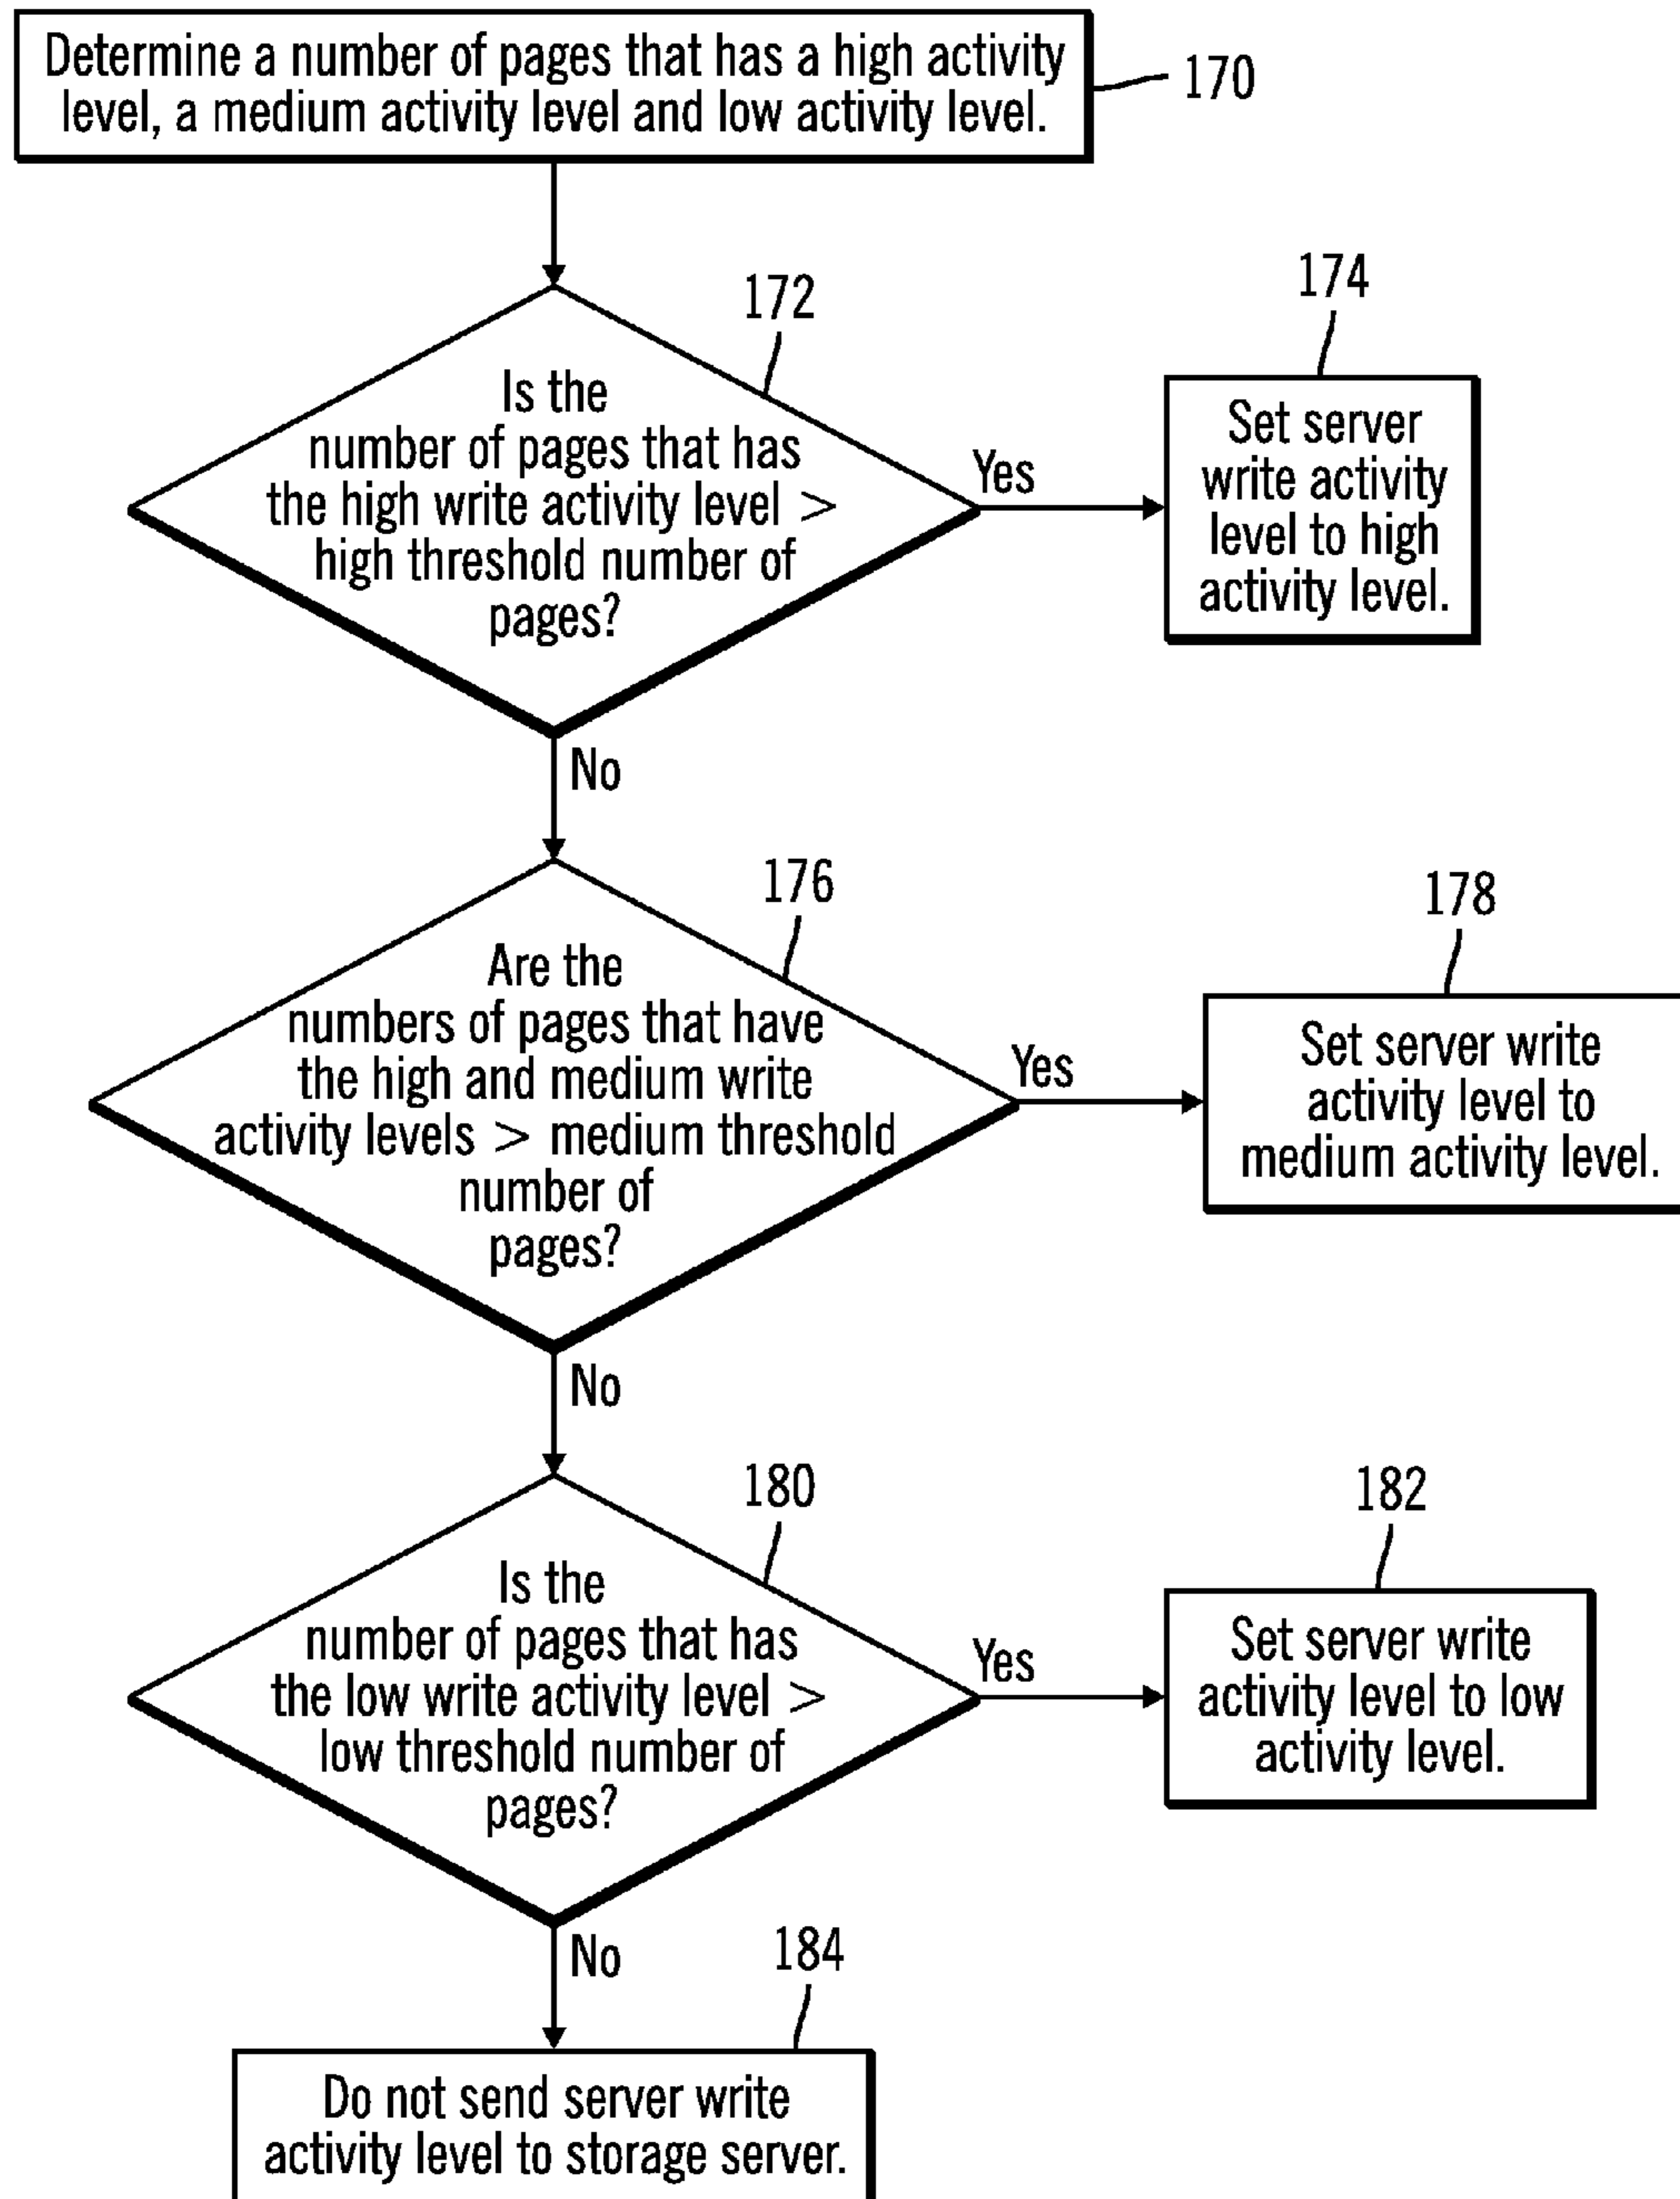 Determine a number of pages that has a high activity
level, a medium activity level and low activity level.
170
172
174
Is the
number of pages that has
the high write activity level >
high threshold number of
pages?
Yes
Set server
write activity
level to high
activity level.
No
176
178
Are the
numbers of pages that have
the high and medium write
activity levels > medium threshold
number of
pages?
Yes
Set server write
activity level to
medium activity level.
No
180
182
Is the
number of pages that has
the low write activity level >
low threshold number of
pages?
Yes
Set server write
activity level to low
activity level.
No
184
Do not send server write
activity level to storage server.